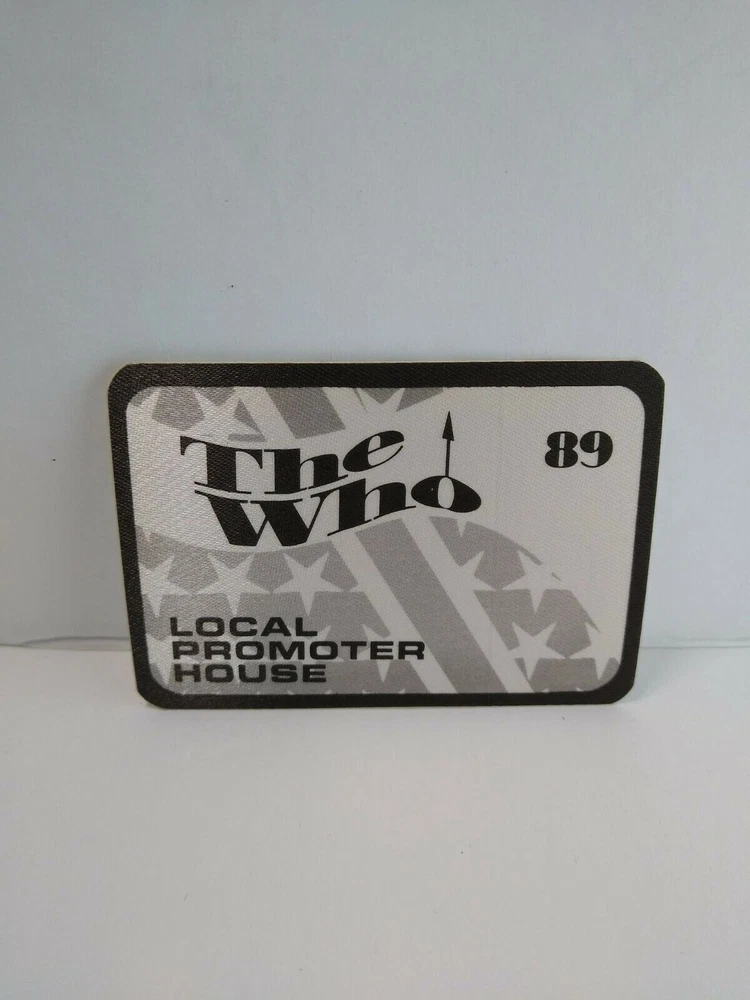 The
Who
89
LOCAL
PROMOTER
HOUSE